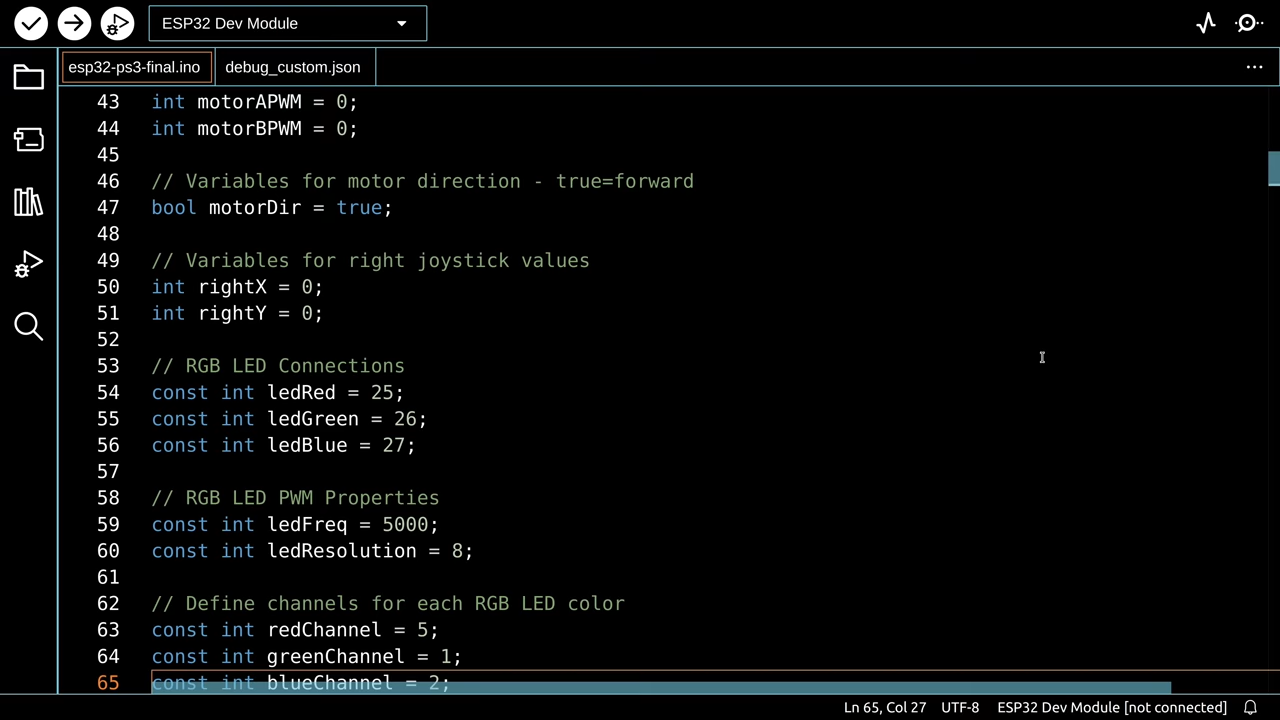 ESP32 Dev Module
esp32-ps3-final.ino
debug_custom.json
43 int motorAPWM = 0;
44 int motorBPWM = 0;
45
46 // Variables for motor direction - true=forward
47 bool motorDir = true;
48
49 // Variables for right joystick values
50 int rightX = 0;
51 int rightY = 0;
52
53 // RGB LED Connections
54 const int ledRed = 25;
55 const int ledGreen = 26;
56 const int ledBlue = 27;
57
58 // RGB LED PWM Properties
59 const int ledFreq = 5000;
60 const int ledResolution = 8;
61
62 // Define channels for each RGB LED color
63 const int redChannel = 5;
64 const int greenChannel = 1;
65 const int blueChannel = 2;
Ln 65, Col 27 UTF-8 ESP32 Dev Module [not connected]